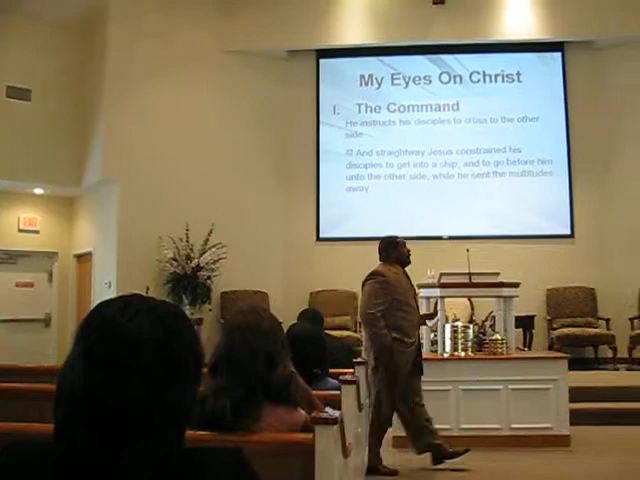 My Eyes On Christ
I. The Command
He instructs his disciples to cross to the other
side.
22 And straightway Jesus constrained his
disciples to get into a ship, and to go before him
unto the other side, while he sent the multitudes
away.
EXIT